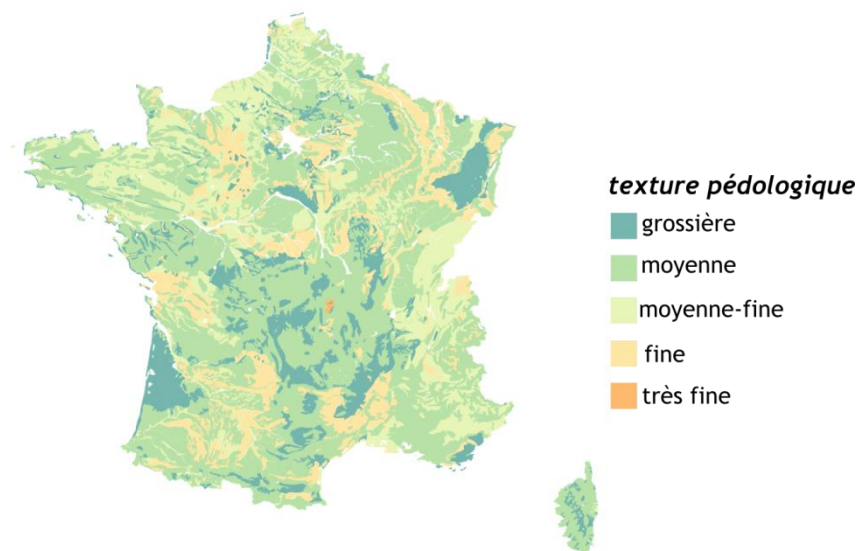 texture pédologique
grossière
moyenne
moyenne-fine
fine
très fine